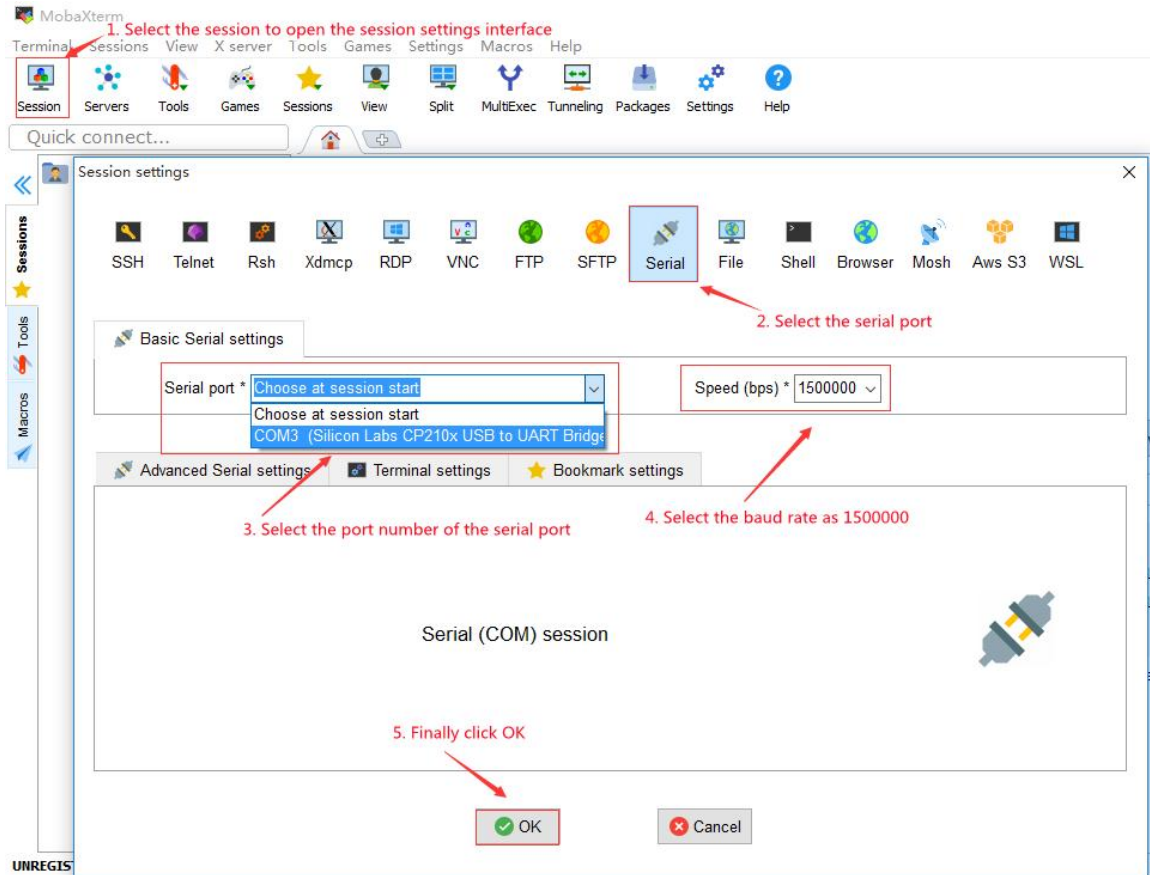 MobaXterm
1. Select the session to open the session settings interface
Terminal Sessions View X server Tools Games Settings Macros Help
Session Servers Tools Games Sessions View Split MultiExec Tunneling Packages Settings Help
Quick connect...
Session settings
SSH Telnet Rsh Xdmcp RDP VNC FTP SFTP Serial File Shell Browser Mosh Aws S3 WSL
2. Select the serial port
Sessions
Tools
Macros
Basic Serial settings
Serial port * Choose at session start
Speed (bps) * 1500000
Choose at session start
COM3 (Silicon Labs CP210x USB to UART Bridge
Advanced Serial settings Terminal settings Bookmark settings
3. Select the port number of the serial port
4. Select the baud rate as 1500000
Serial (COM) session
5. Finally click OK
OK Cancel
UNREGIS